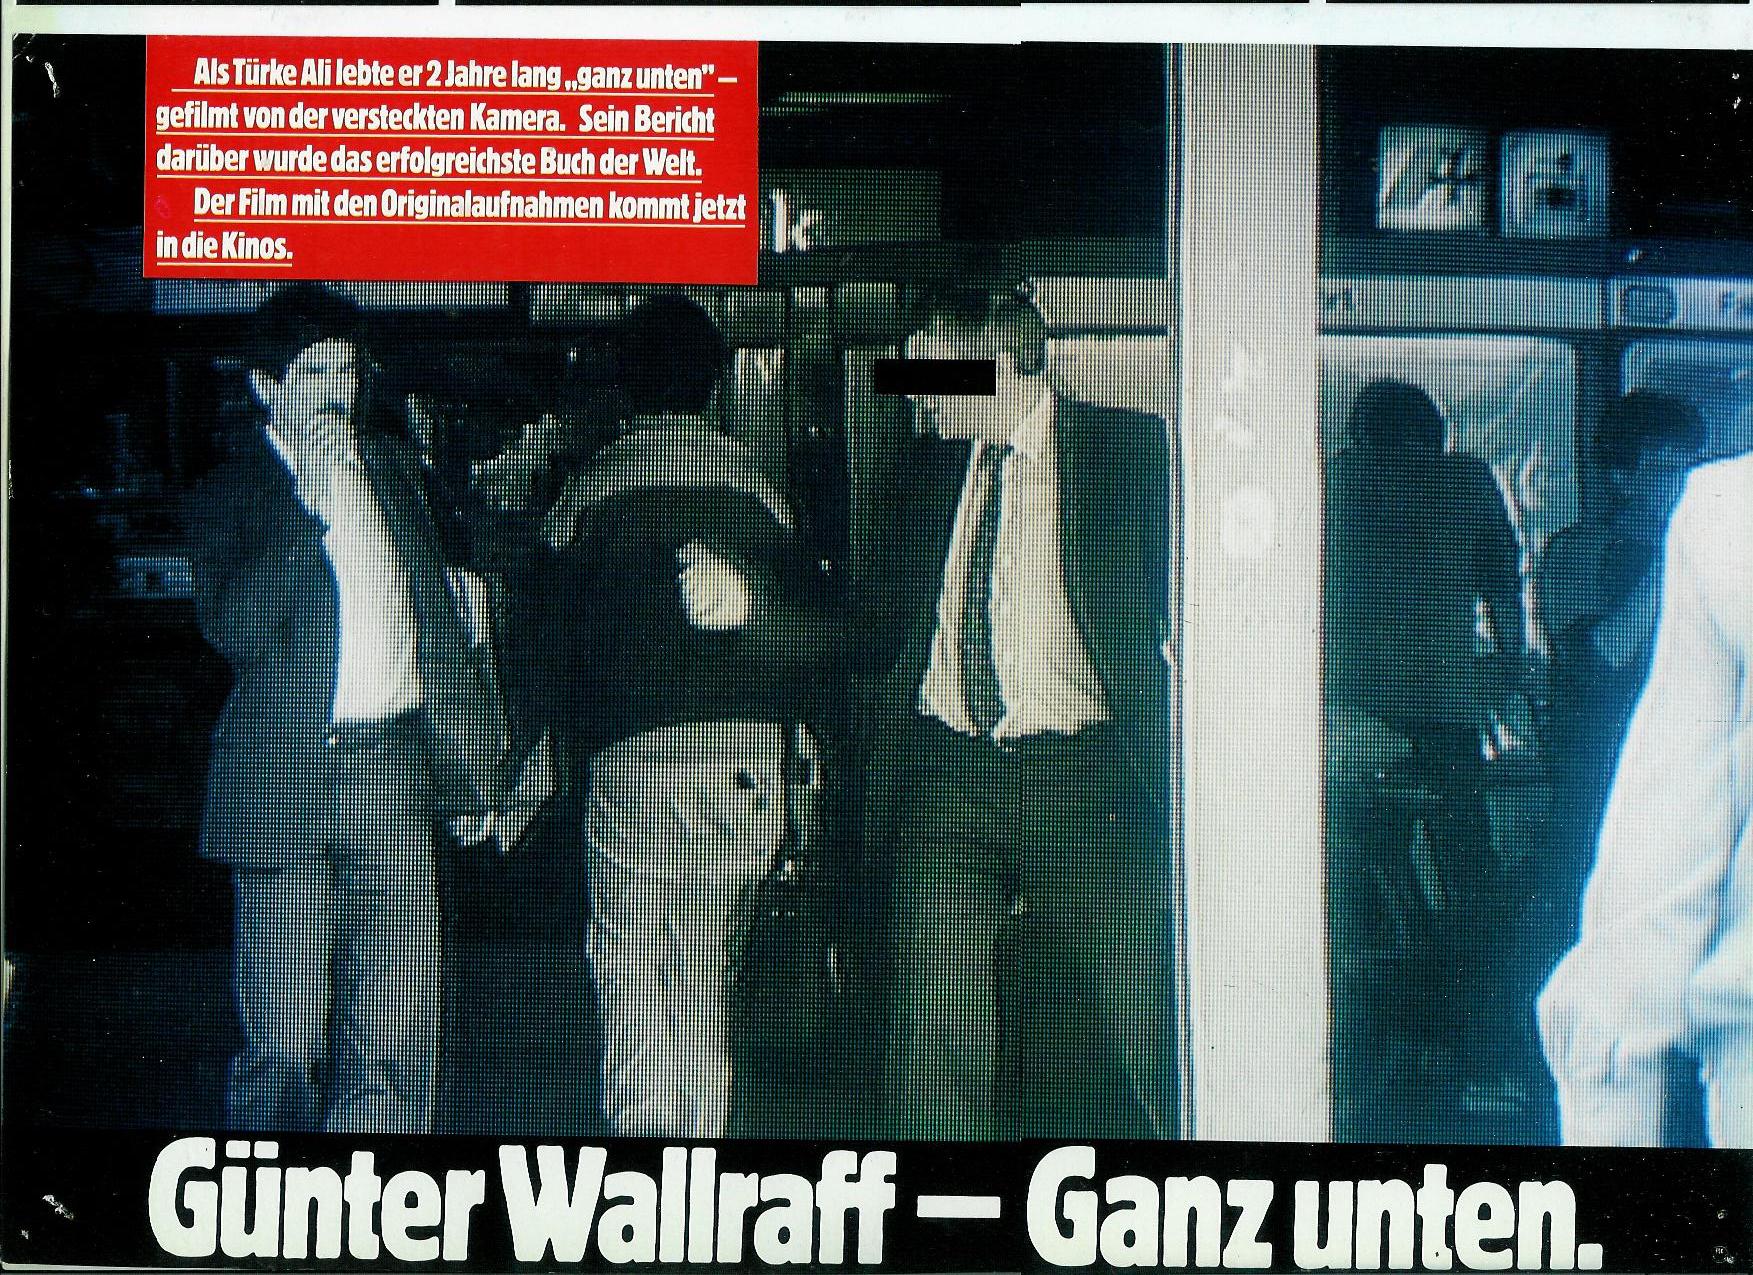 Als Türke Ali lebte er 2 Jahre lang „ganz unten” –
gefilmt von der versteckten Kamera. Sein Bericht
darüber wurde das erfolgreichste Buch der Welt.
Der Film mit den Originalaufnahmen kommt jetzt
in die Kinos.
k
Günter Wallraff – Ganz unten.